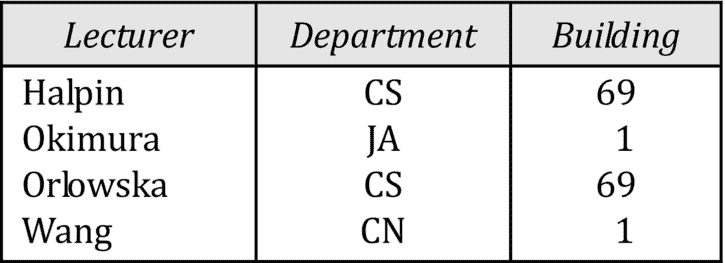 Lecturer Department Building
Halpin CS 69
Okimura JA 1
Orlowska CS 69
Wang CN 1